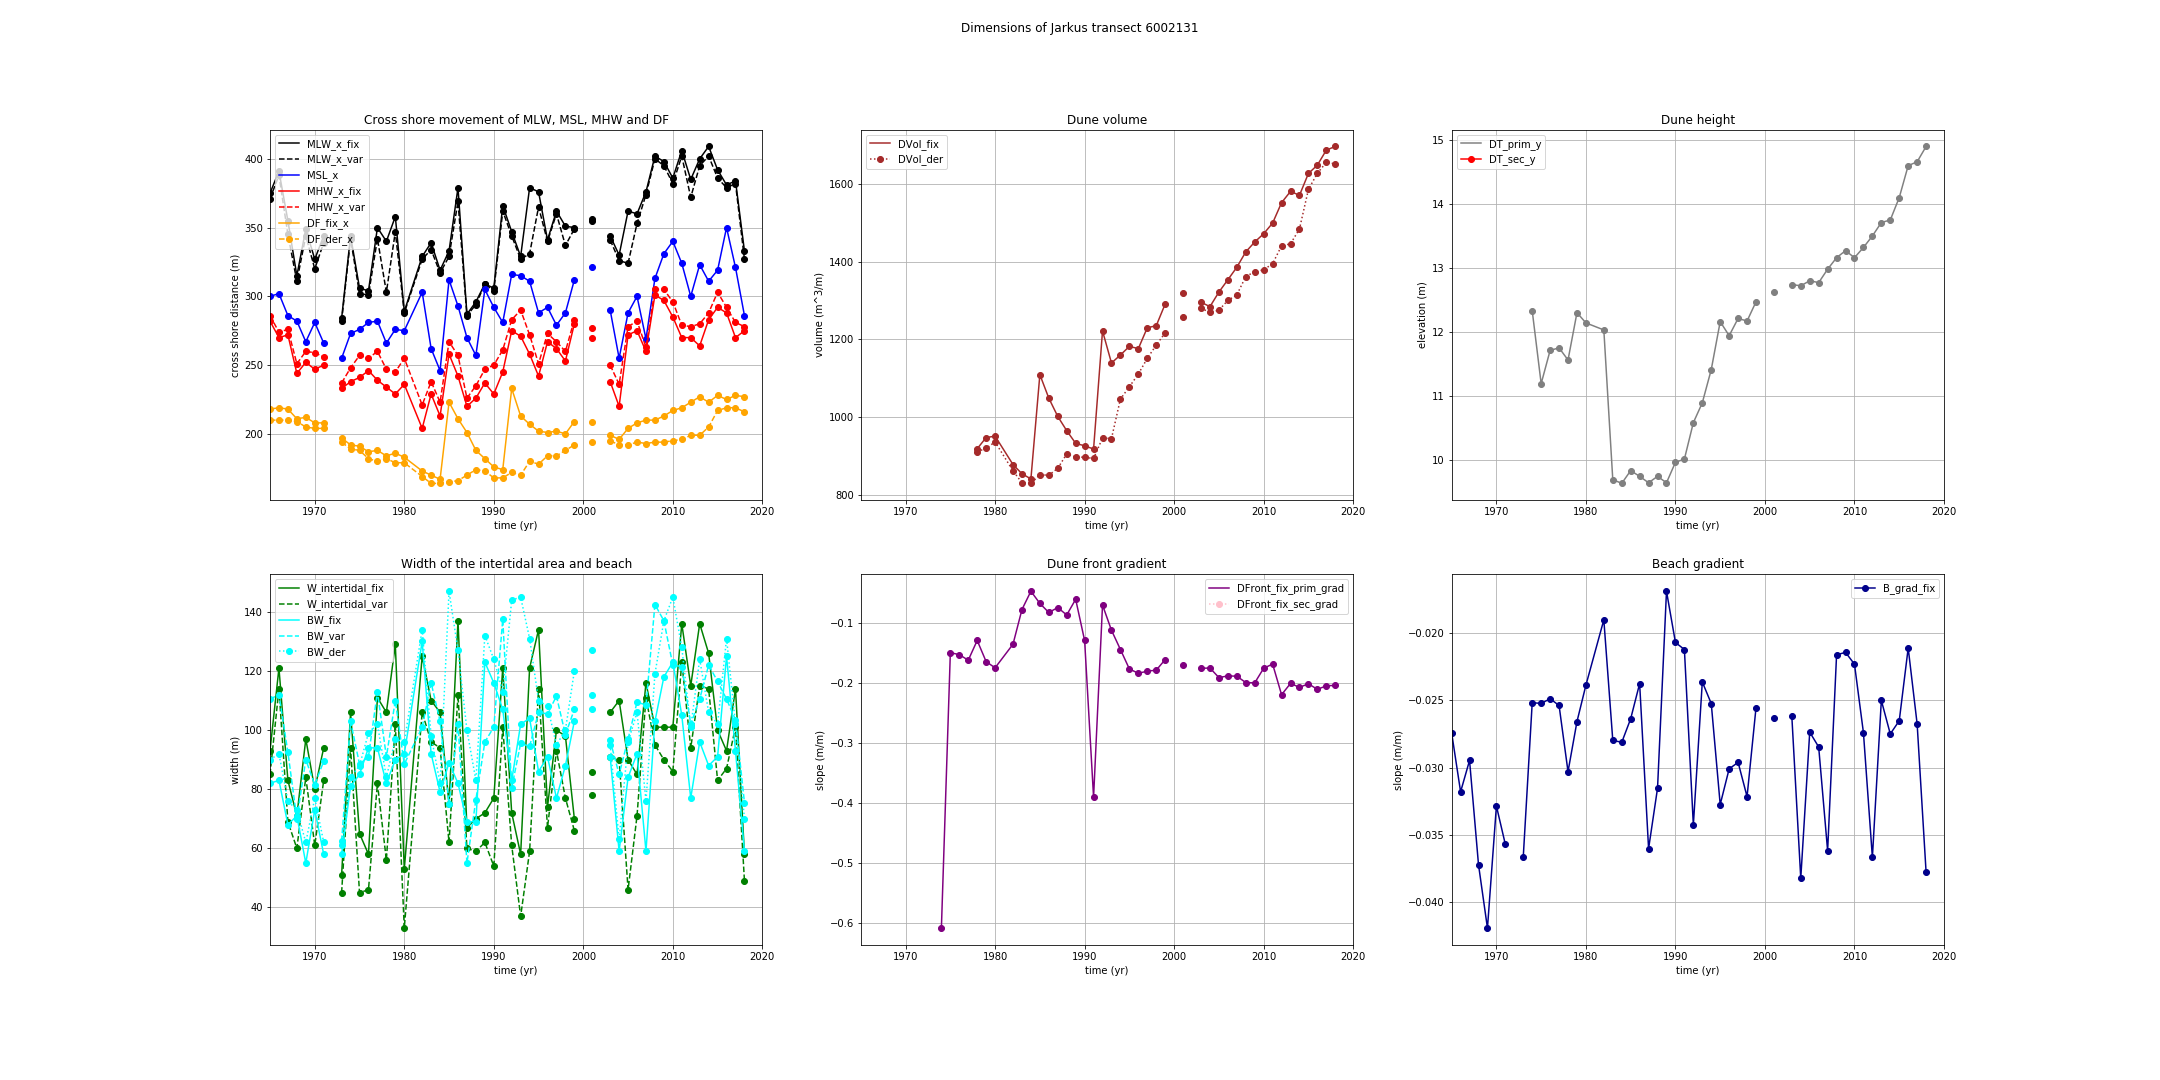 Dimensions of Jarkus transect 6002131
Cross shore movement of MLW, MSL, MHW and DF
MLW_x_fix
MLW_x_var
MSL_x
MHW_x_fix
MHW_x_var
DF_fix_x
DF_der_x
cross shore distance (m)
400
350
300
250
200
1970 1980 1990 2000 2010 2020
time (yr)
Dune volume
DVol_fix
DVol_der
volume (m^3/m)
1600
1400
1200
1000
800
1970 1980 1990 2000 2010 2020
time (yr)
Dune height
DT_prim_y
DT_sec_y
elevation (m)
15
14
13
12
11
10
1970 1980 1990 2000 2010 2020
time (yr)
Width of the intertidal area and beach
W_intertidal_fix
W_intertidal_var
BW_fix
BW_var
BW_der
width (m)
140
120
100
80
60
40
1970 1980 1990 2000 2010 2020
time (yr)
Dune front gradient
DFront_fix_prim_grad
DFront_fix_sec_grad
slope (m/m)
−0.1
−0.2
−0.3
−0.4
−0.5
−0.6
1970 1980 1990 2000 2010 2020
time (yr)
Beach gradient
B_grad_fix
slope (m/m)
−0.020
−0.025
−0.030
−0.035
−0.040
1970 1980 1990 2000 2010 2020
time (yr)